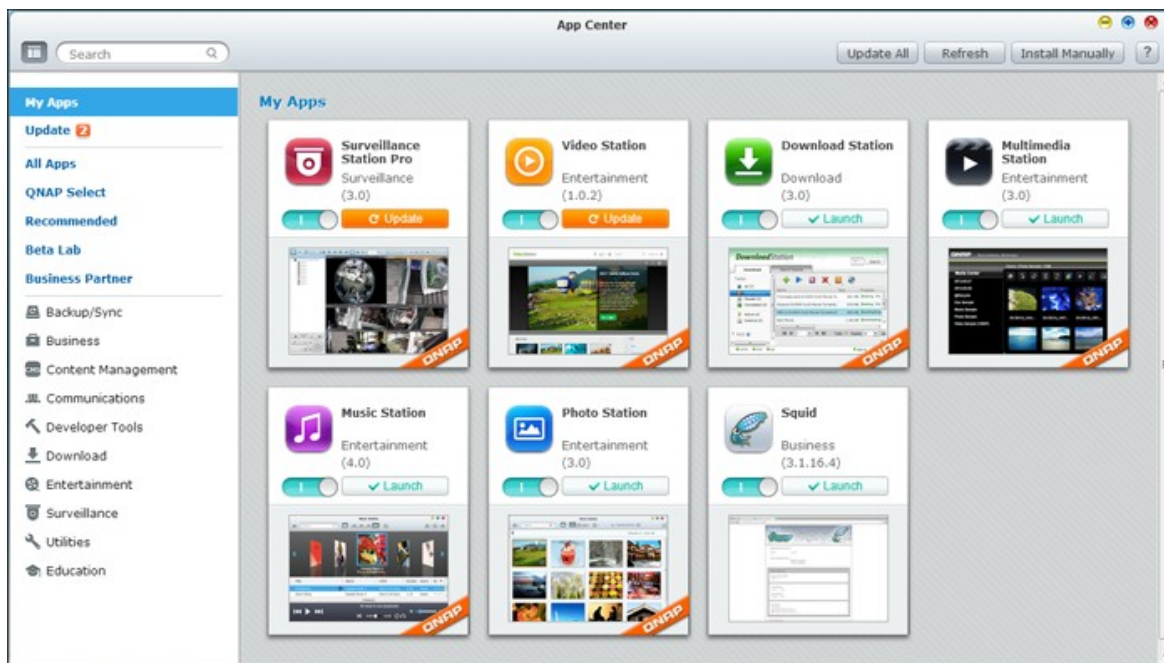 App Center
Search
Update All
Refresh
Install Manually
?
My Apps
Update 2
All Apps
QNAP Select
Recommended
Beta Lab
Business Partner
Backup/Sync
Business
Content Management
Communications
Developer Tools
Download
Entertainment
Surveillance
Utilities
Education
My Apps
Surveillance
Station Pro
Surveillance
(3.0)
Update
QNAP
Video Station
Entertainment
(1.0.2)
Update
QNAP
Download Station
Download
(3.0)
Launch
DownloadStation
QNAP
Multimedia
Station
Entertainment
(3.0)
Launch
QNAP
QNAP
Music Station
Entertainment
(4.0)
Launch
QNAP
Photo Station
Entertainment
(3.0)
Launch
QNAP
Squid
Business
(3.1.16.4)
Launch